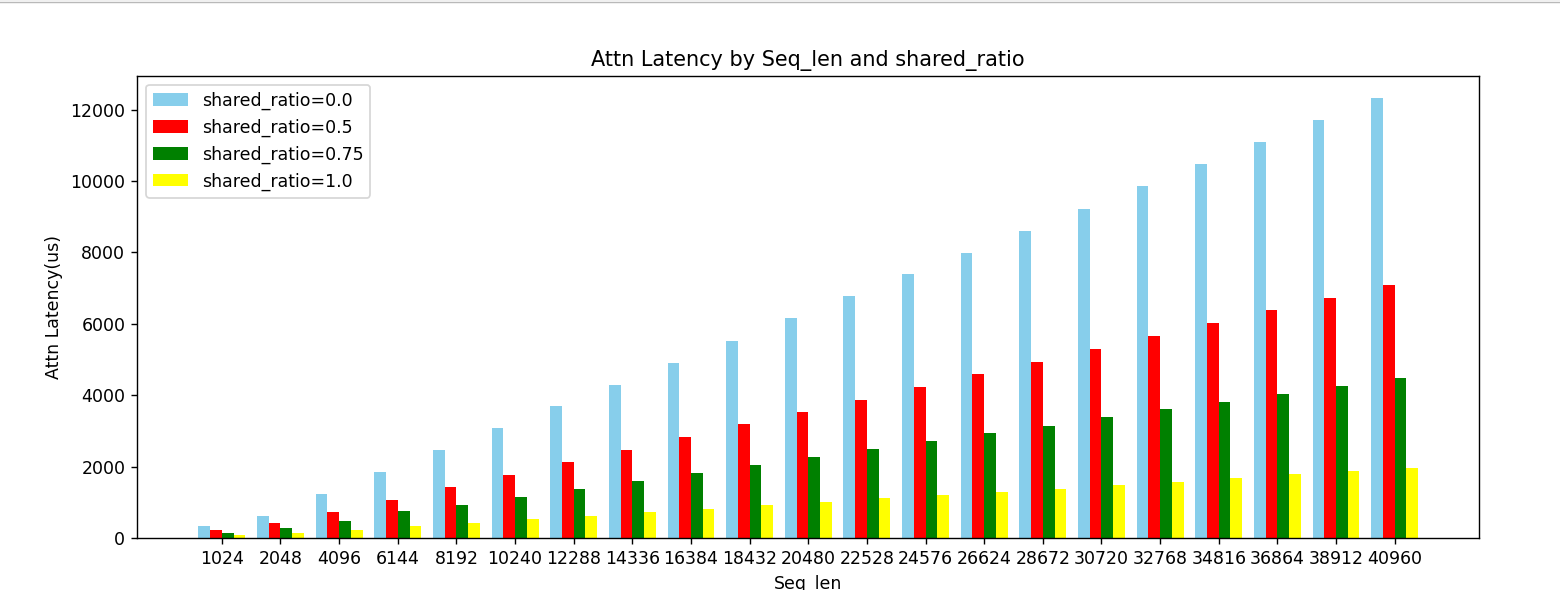 Attn Latency by Seq_len and shared_ratio
shared_ratio=0.0
shared_ratio=0.5
shared_ratio=0.75
shared_ratio=1.0
Attn Latency(us)
12000
10000
8000
6000
4000
2000
0
1024 2048 4096 6144 8192 10240 12288 14336 16384 18432 20480 22528 24576 26624 28672 30720 32768 34816 36864 38912 40960
Seq_len